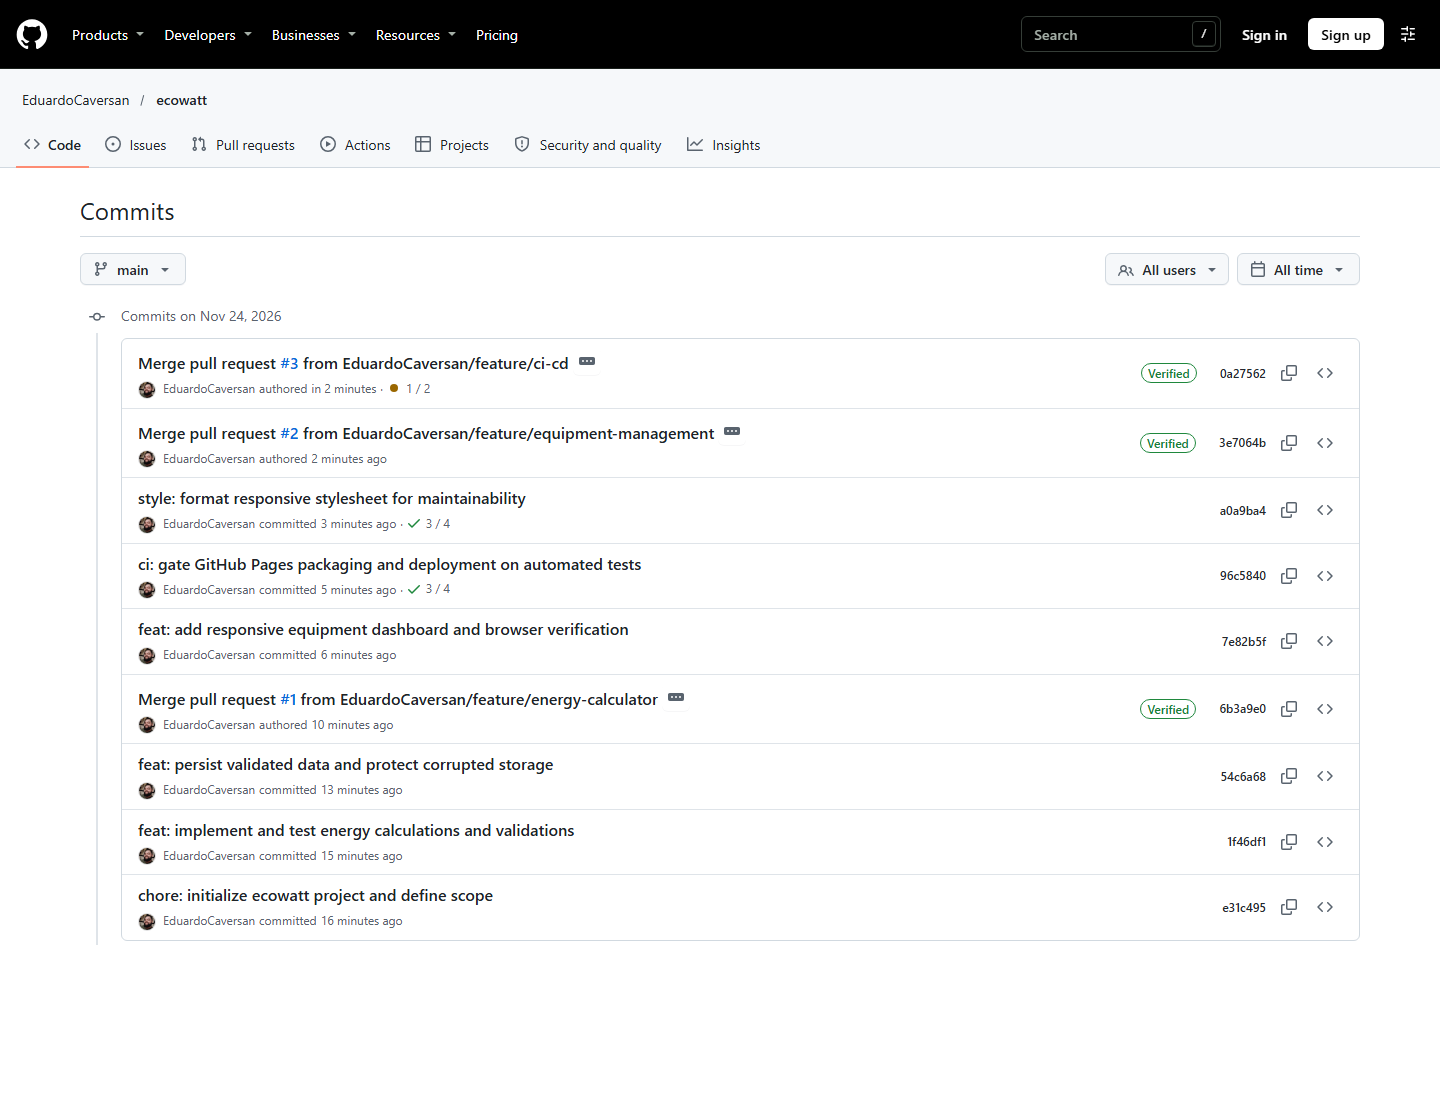 Products Developers Businesses Resources Pricing Search / Sign in Sign up
EduardoCaversan / ecowatt
Code Issues Pull requests Actions Projects Security and quality Insights
Commits
main All users All time
Commits on Nov 24, 2026
Merge pull request #3 from EduardoCaversan/feature/ci-cd
EduardoCaversan authored in 2 minutes · 1 / 2
Verified 0a27562
Merge pull request #2 from EduardoCaversan/feature/equipment-management
EduardoCaversan authored 2 minutes ago
Verified 3e7064b
style: format responsive stylesheet for maintainability
EduardoCaversan committed 3 minutes ago · 3 / 4
a0a9ba4
ci: gate GitHub Pages packaging and deployment on automated tests
EduardoCaversan committed 5 minutes ago · 3 / 4
96c5840
feat: add responsive equipment dashboard and browser verification
EduardoCaversan committed 6 minutes ago
7e82b5f
Merge pull request #1 from EduardoCaversan/feature/energy-calculator
EduardoCaversan authored 10 minutes ago
Verified 6b3a9e0
feat: persist validated data and protect corrupted storage
EduardoCaversan committed 13 minutes ago
54c6a68
feat: implement and test energy calculations and validations
EduardoCaversan committed 15 minutes ago
1f46df1
chore: initialize ecowatt project and define scope
EduardoCaversan committed 16 minutes ago
e31c495